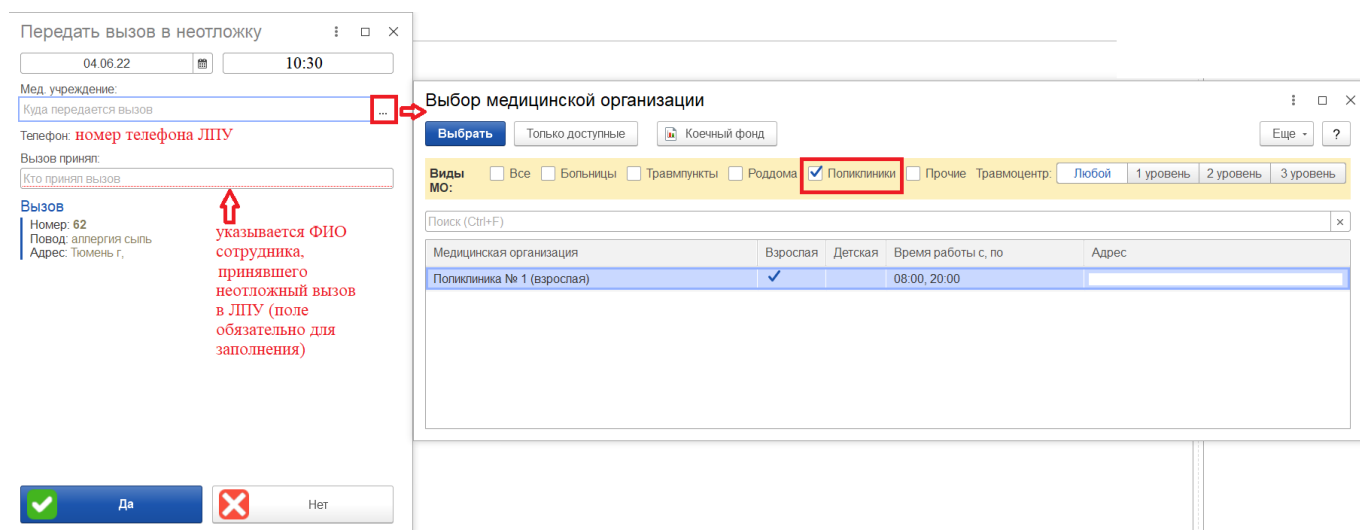 Передать вызов в неотложку
04.06.22
10:30
Мед. учреждение:
Куда передается вызов
...
Телефон: номер телефона ЛПУ
Вызов принял:
Кто принял вызов
Вызов
Номер: 62
Повод: аллергия сыпь
Адрес: Тюмень г,
указывается ФИО
сотрудника,
принявшего
неотложный вызов
в ЛПУ (поле
обязательно для
заполнения)
Да
Нет
Выбор медицинской организации
Выбрать
Только доступные
Коечный фонд
Еще
?
Виды МО:
Все
Больницы
Травмпункты
Роддома
Поликлиники
Прочие
Травмоцентр:
Любой
1 уровень
2 уровень
3 уровень
Поиск (Ctrl+F)
×
Медицинская организация
Взрослая
Детская
Время работы с, по
Адрес
Поликлиника № 1 (взрослая)
08:00, 20:00